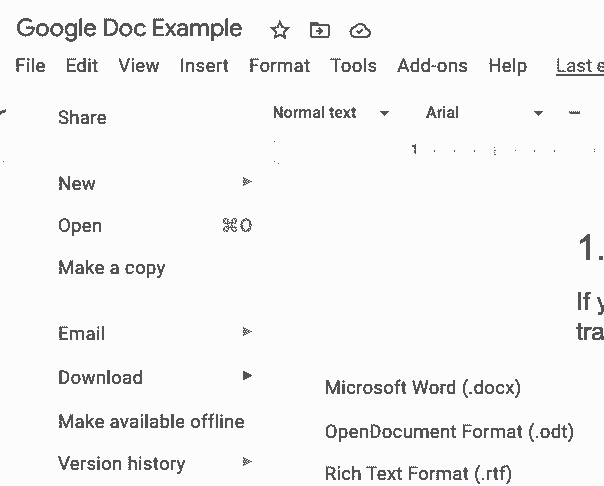 Google Doc Example
File Edit View Insert Format Tools Add-ons Help Last e
Share
Normal text Arial
1
New
Open ⌘O
Make a copy
1.
If y
tra
Email
Download
Make available offline
Version history
Microsoft Word (.docx)
OpenDocument Format (.odt)
Rich Text Format (.rtf)